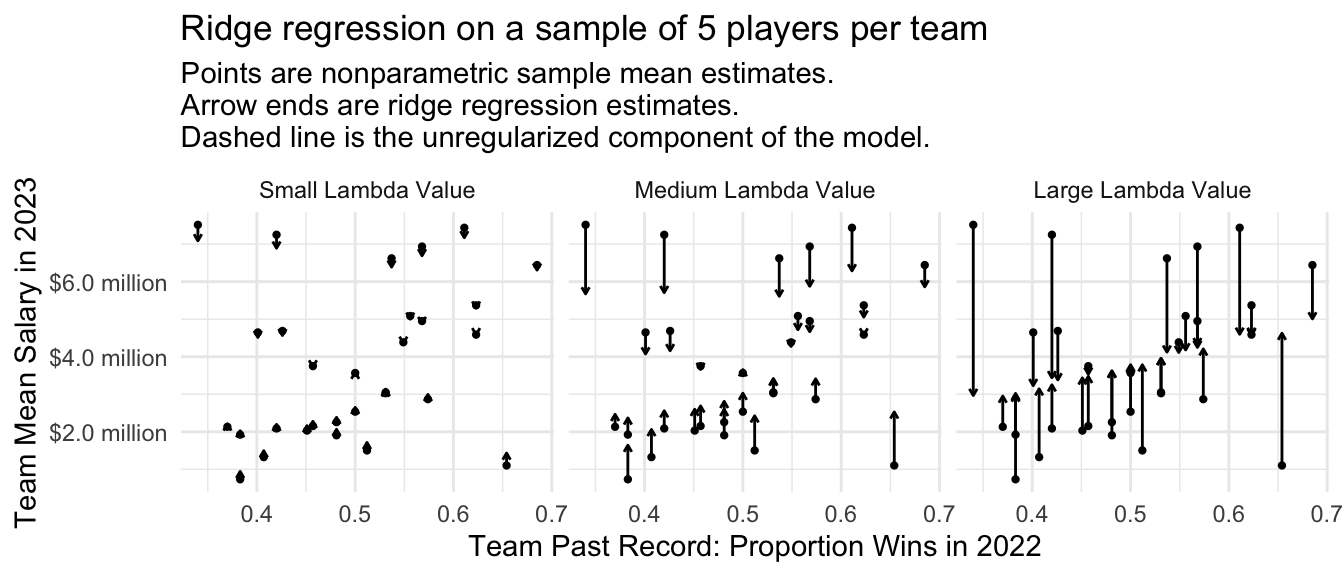 Ridge regression on a sample of 5 players per team
Points are nonparametric sample mean estimates.
Arrow ends are ridge regression estimates.
Dashed line is the unregularized component of the model.
Small Lambda Value
Medium Lambda Value
Large Lambda Value
Team Mean Salary in 2023
$6.0 million
$4.0 million
$2.0 million
0.4 0.5 0.6 0.7
0.4 0.5 0.6 0.7
0.4 0.5 0.6 0.7
Team Past Record: Proportion Wins in 2022